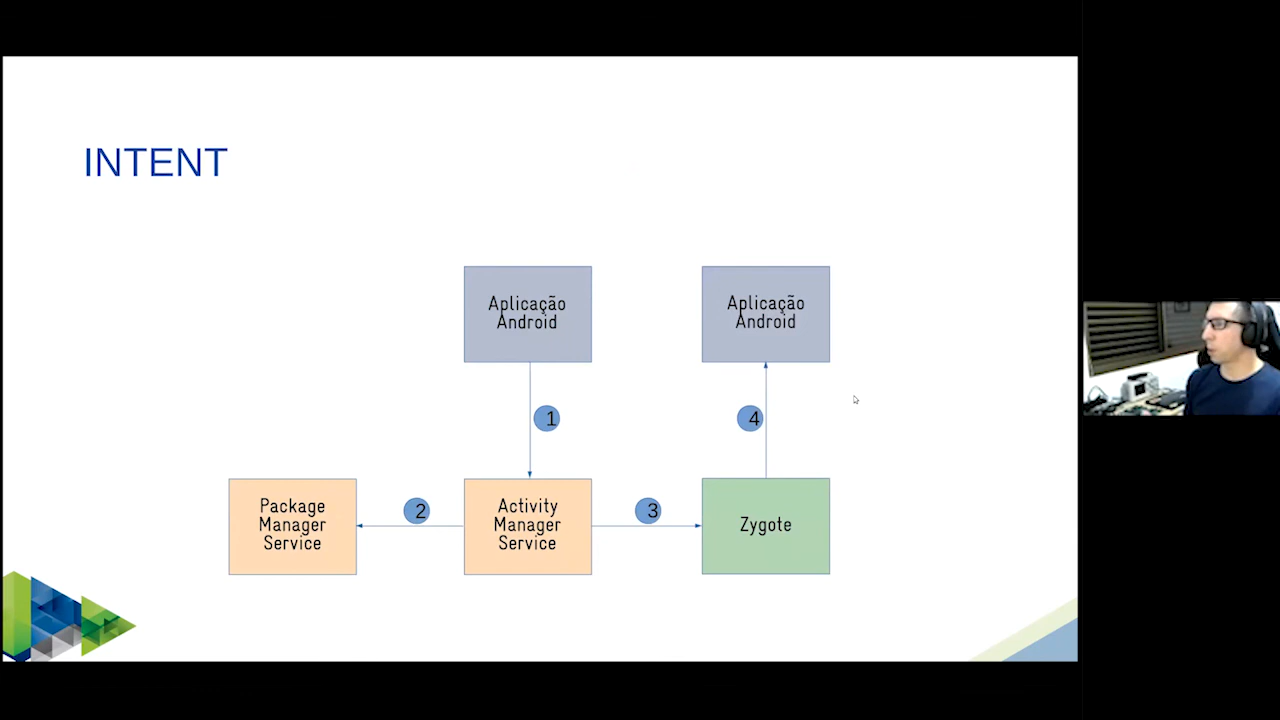 INTENT
Aplicação
Android
Aplicação
Android
1
4
Package
Manager
Service
2
Activity
Manager
Service
3
Zygote